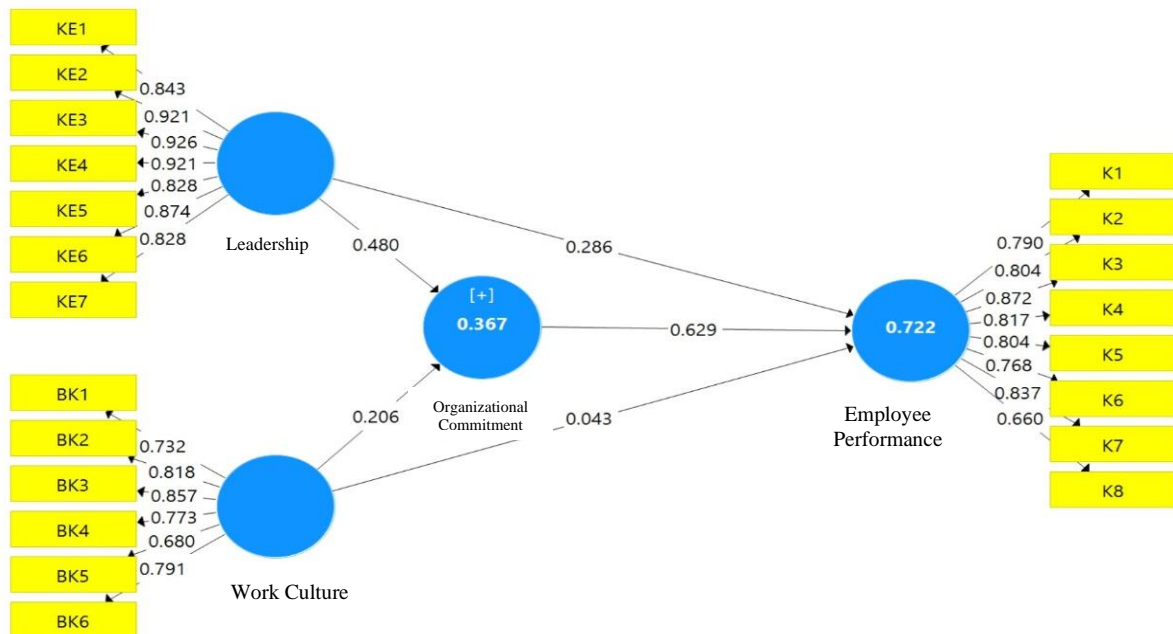 KE1
KE2
KE3
KE4
KE5
KE6
KE7
0.843
0.921
0.926
0.921
0.828
0.874
0.828
Leadership
0.480
0.286
[+]
0.367
Organizational
Commitment
0.629
0.206
0.043
BK1
BK2
BK3
BK4
BK5
BK6
0.732
0.818
0.857
0.773
0.680
0.791
Work Culture
0.722
Employee
Performance
0.790
0.804
0.872
0.817
0.804
0.768
0.837
0.660
K1
K2
K3
K4
K5
K6
K7
K8